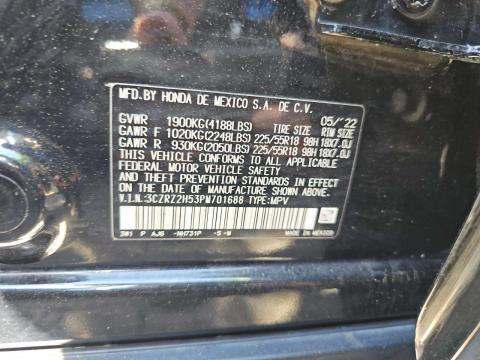 MFD.BY HONDA DE MEXICO S.A. DE C.V.
05/'22
GVWR 1900KG(4188LBS) TIRE SIZE RIM SIZE
GAWR F 1020KG(2248LBS) 225/55R18 98H 18X7.0J
GAWR R 930KG(2050LBS) 225/55R18 98H 18X7.0J
THIS VEHICLE CONFORMS TO ALL APPLICABLE
FEDERAL MOTOR VEHICLE SAFETY
AND THEFT PREVENTION STANDARDS IN EFFECT
ON THE DATE OF MANUFACTURE SHOWN ABOVE.
V.I.N.:3CZRZ2H53PM701688 TYPE:MPV
3W1 P AJ6 -NH731P -S -M
MADE IN MEXICO